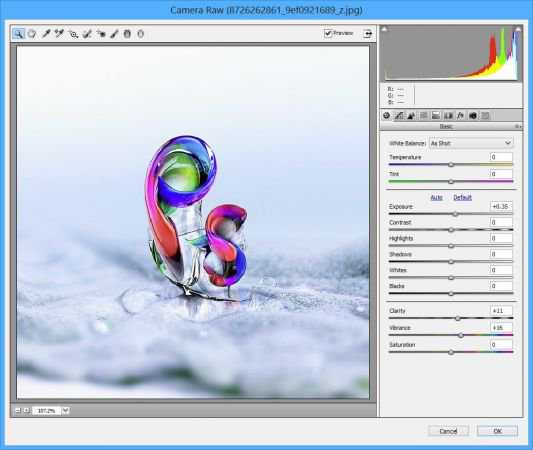 Camera Raw (8726262861_9ef0921689_z.jpg)
Preview
R: ---
G: ---
B: ---
Basic
White Balance: As Shot
Temperature 0
Tint 0
Auto Default
Exposure +0.35
Contrast 0
Highlights 0
Shadows 0
Whites 0
Blacks 0
Clarity +11
Vibrance +16
Saturation 0
107.2%
Cancel OK